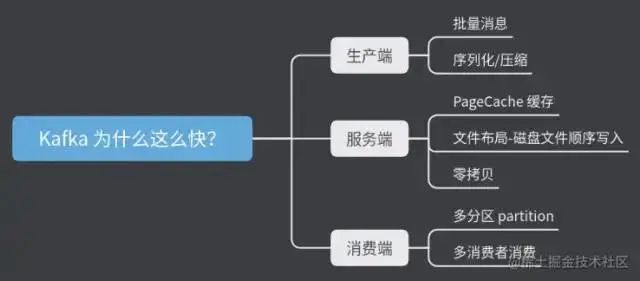 Kafka 为什么这么快？
生产端
批量消息
序列化/压缩
服务端
PageCache 缓存
文件布局-磁盘文件顺序写入
零拷贝
消费端
多分区 partition
多消费者消费
@稀土掘金技术社区